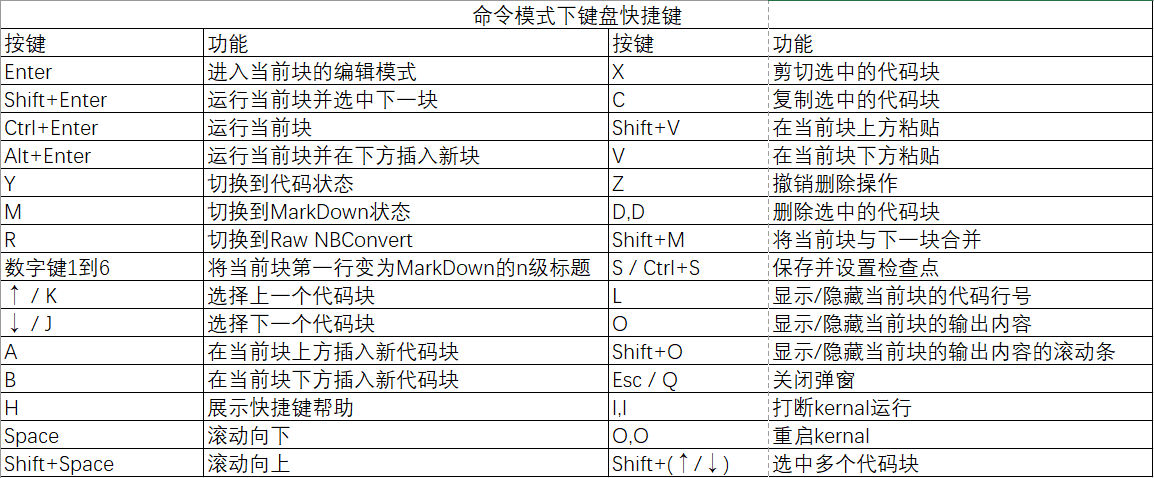 命令模式下键盘快捷键
按键 功能 按键 功能
Enter 进入当前块的编辑模式 X 剪切选中的代码块
Shift+Enter 运行当前块并选中下一块 C 复制选中的代码块
Ctrl+Enter 运行当前块 Shift+V 在当前块上方粘贴
Alt+Enter 运行当前块并在下方插入新块 V 在当前块下方粘贴
Y 切换到代码状态 Z 撤销删除操作
M 切换到MarkDown状态 D,D 删除选中的代码块
R 切换到Raw NBConvert Shift+M 将当前块与下一块合并
数字键1到6 将当前块第一行变为MarkDown的n级标题 S / Ctrl+S 保存并设置检查点
↑ / K 选择上一个代码块 L 显示/隐藏当前块的代码行号
↓ / J 选择下一个代码块 O 显示/隐藏当前块的输出内容
A 在当前块上方插入新代码块 Shift+O 显示/隐藏当前块的输出内容的滚动条
B 在当前块下方插入新代码块 Esc / Q 关闭弹窗
H 展示快捷键帮助 I,I 打断kernal运行
Space 滚动向下 O,O 重启kernal
Shift+Space 滚动向上 Shift+(↑/↓) 选中多个代码块